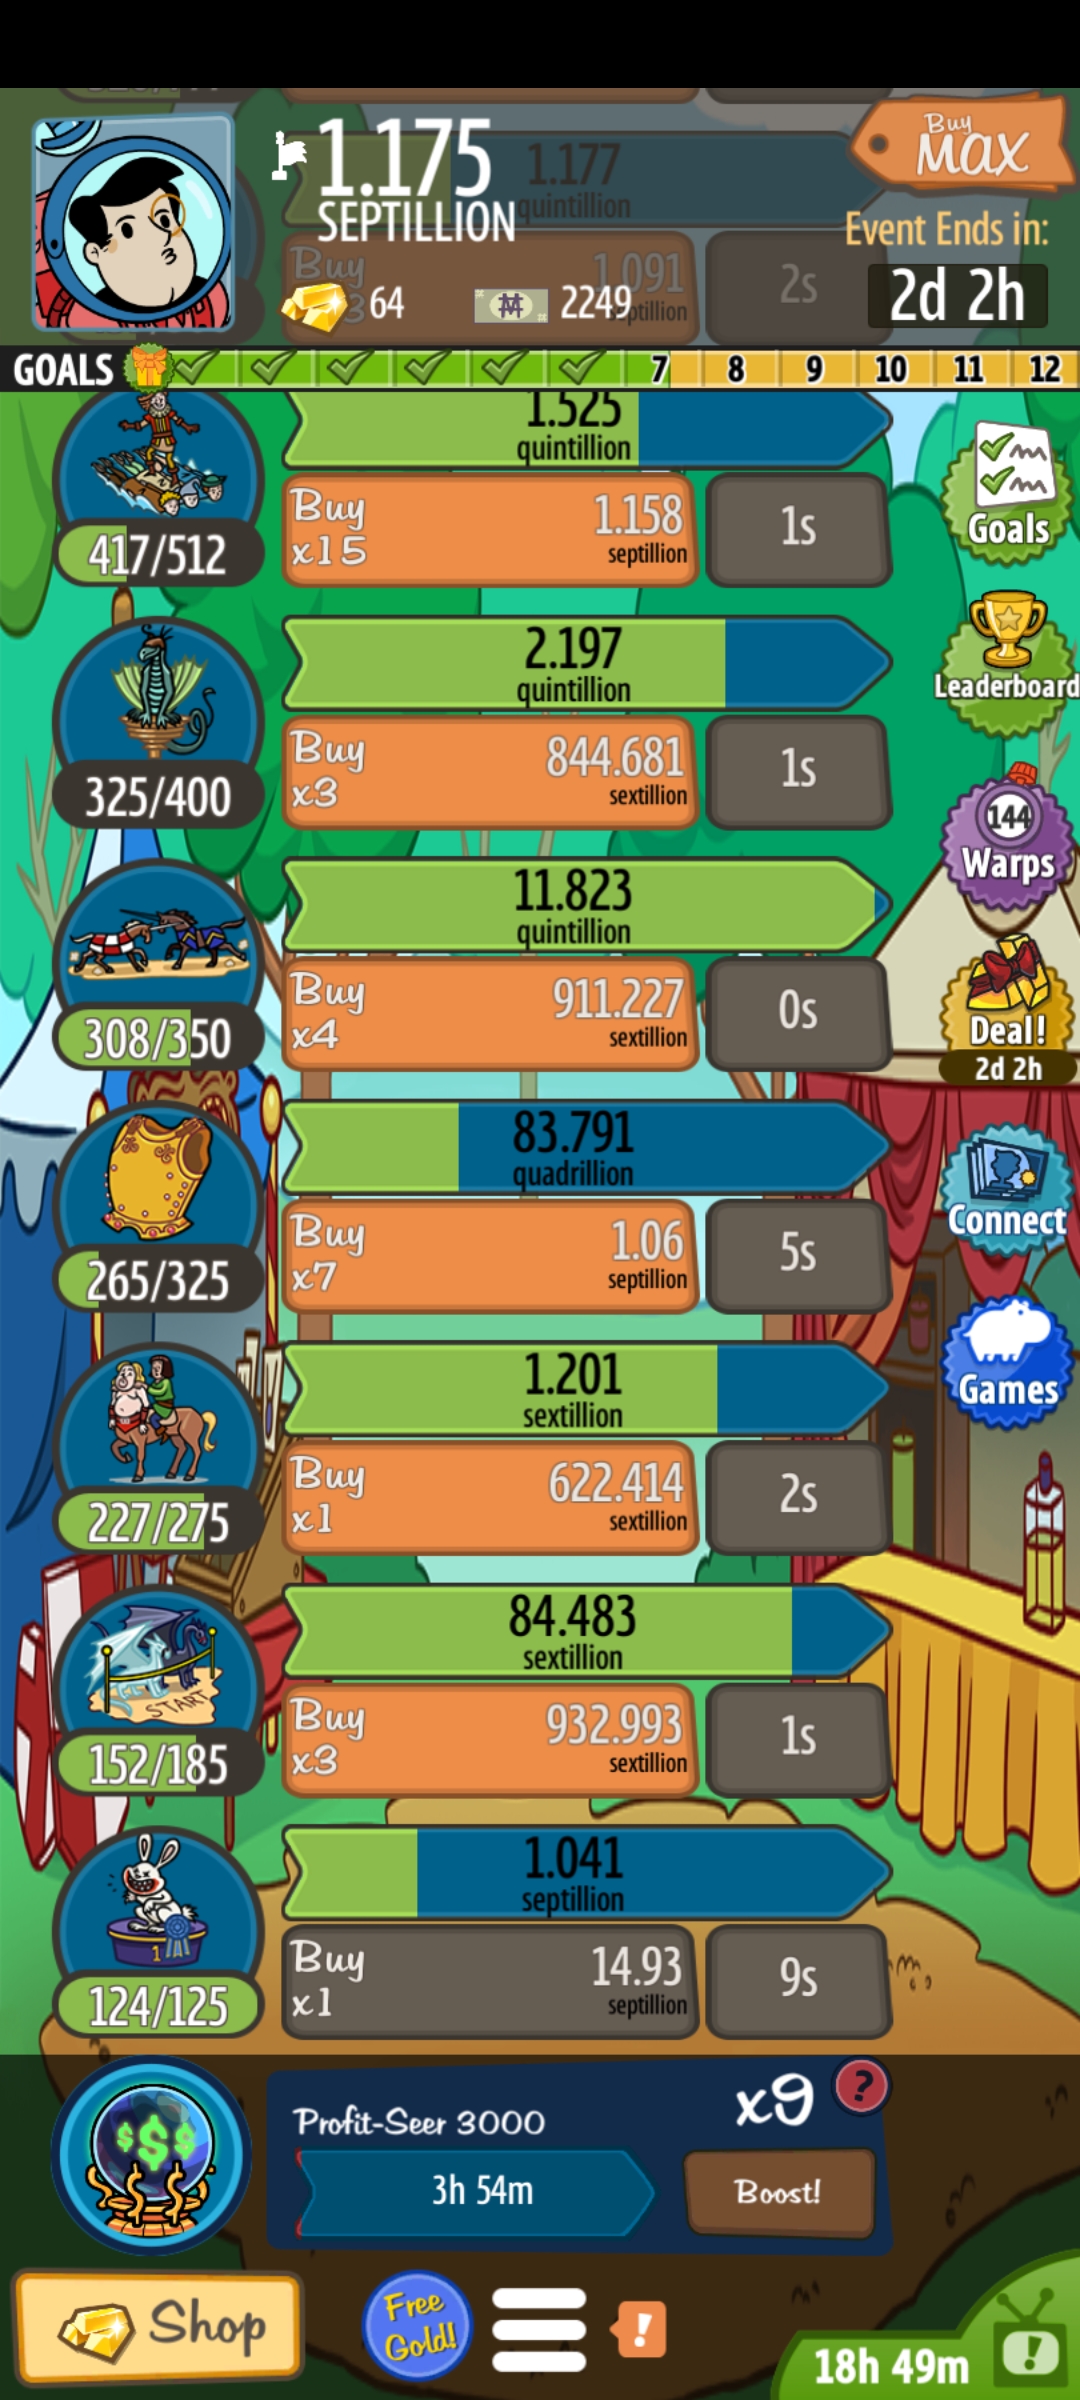 1.177
quintillion
Buy
MAX
1.175
SEPTILLION
Event Ends in:
2d 2h
Buy
1.091
septillion
2s
64
2249
GOALS
7
8
9
10
11
12
1.525
quintillion
Buy
x15
1.158
septillion
1s
417/512
Goals
2.197
quintillion
Buy
x3
844.681
sextillion
1s
325/400
Leaderboard
11.823
quintillion
Buy
x4
911.227
sextillion
0s
308/350
144
Warps
Deal!
2d 2h
83.791
quadrillion
Buy
x7
1.06
septillion
5s
265/325
Connect
1.201
sextillion
Buy
x1
622.414
sextillion
2s
227/275
Games
84.483
sextillion
START
Buy
x3
932.993
sextillion
1s
152/185
1.041
septillion
1
Buy
x1
14.93
septillion
9s
124/125
$$$
Profit-Seer 3000
x9
?
3h 54m
Boost!
Shop
Free
Gold!
!
18h 49m
!